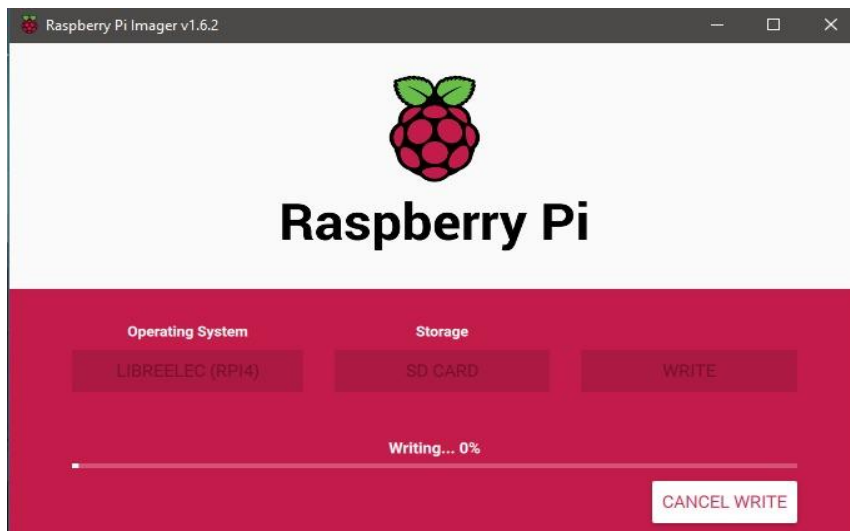 Raspberry Pi Imager v1.6.2
Raspberry Pi
Operating System
Storage
LIBREELEC (RPI4)
SD CARD
WRITE
Writing... 0%
CANCEL WRITE